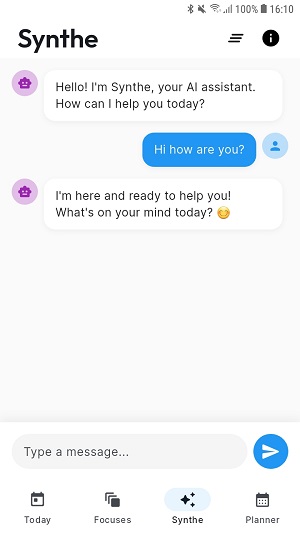 100% 16:10
Synthe
Hello! I'm Synthe, your AI assistant.
How can I help you today?
Hi how are you?
I'm here and ready to help you!
What's on your mind today? 😊
Type a message...
Today Focuses Synthe Planner